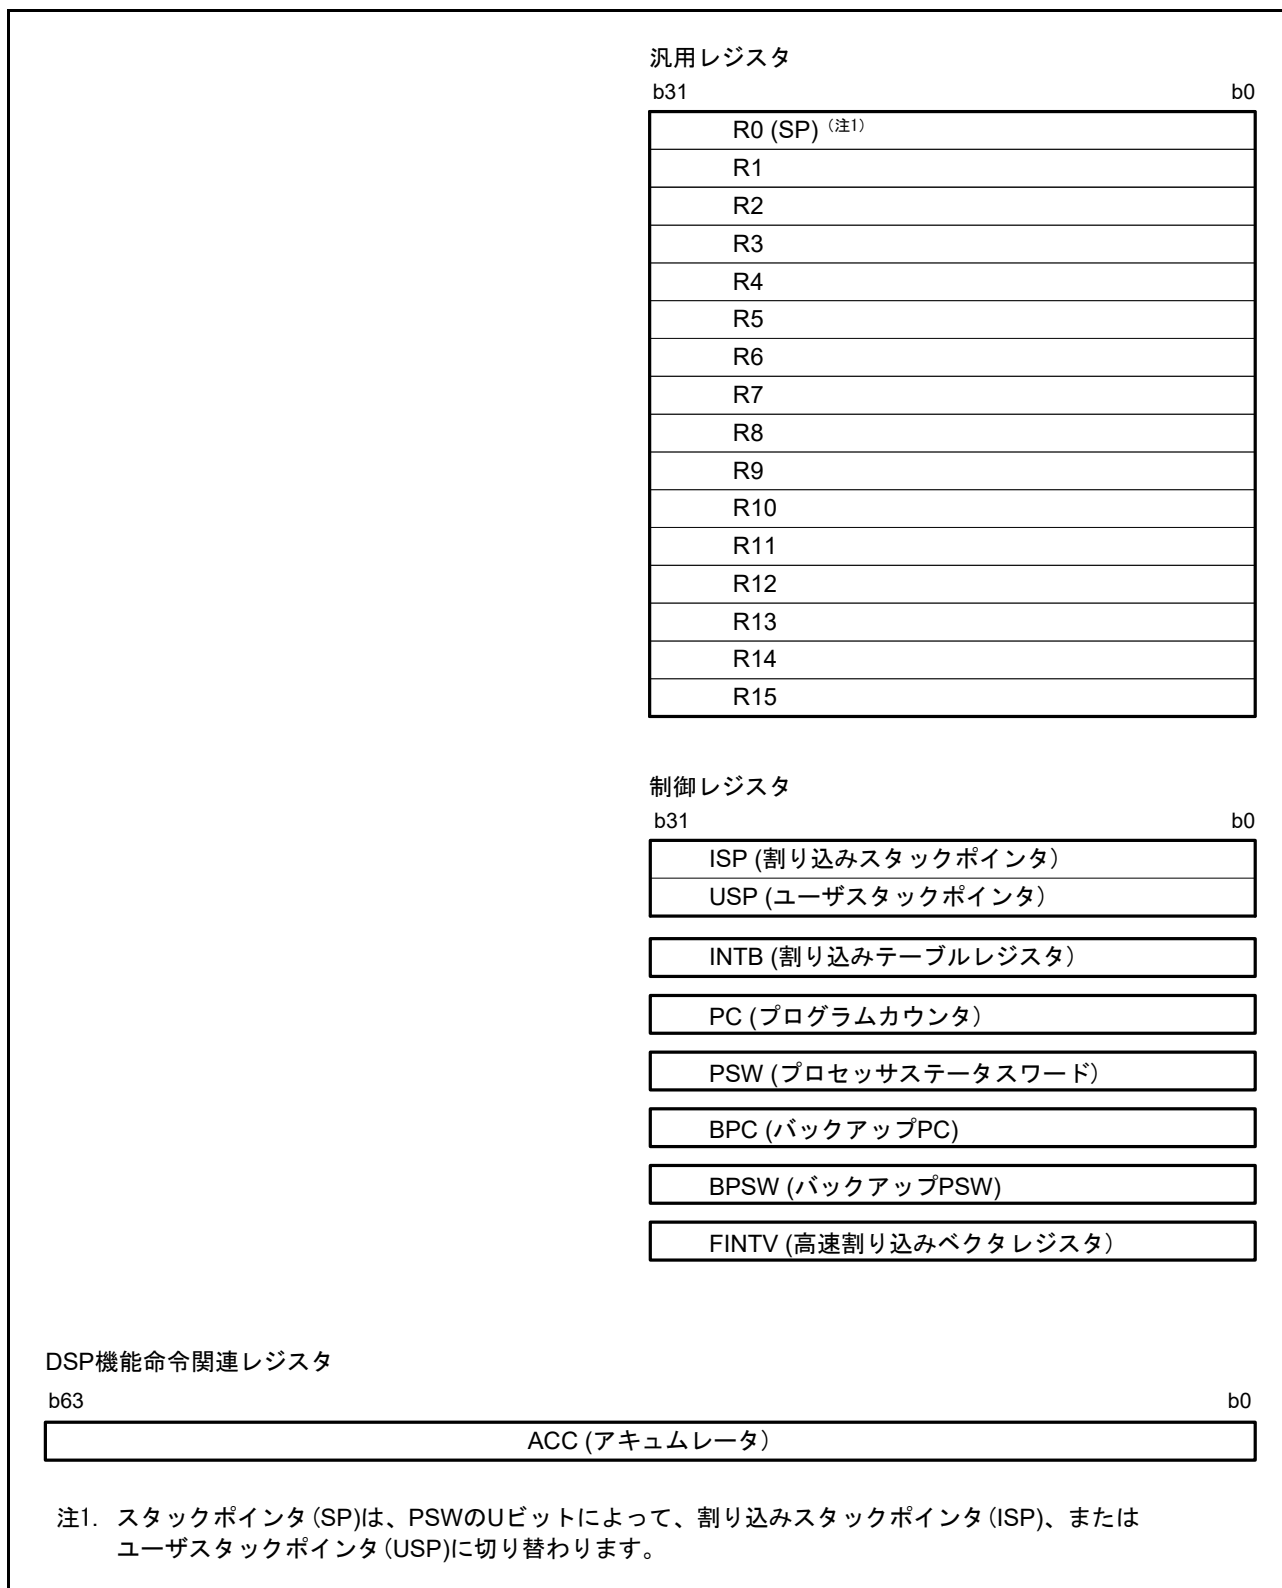 汎用レジスタ
b31 b0
R0 (SP) (注1)
R1
R2
R3
R4
R5
R6
R7
R8
R9
R10
R11
R12
R13
R14
R15
制御レジスタ
b31 b0
ISP (割り込みスタックポインタ)
USP (ユーザスタックポインタ)
INTB (割り込みテーブルレジスタ)
PC (プログラムカウンタ)
PSW (プロセッサステータスワード)
BPC (バックアップPC)
BPSW (バックアップPSW)
FINTV (高速割り込みベクタレジスタ)
DSP機能命令関連レジスタ
b63 b0
ACC (アキュムレータ)
注1. スタックポインタ(SP)は、PSWのUビットによって、割り込みスタックポインタ(ISP)、または
ユーザスタックポインタ(USP)に切り替わります。